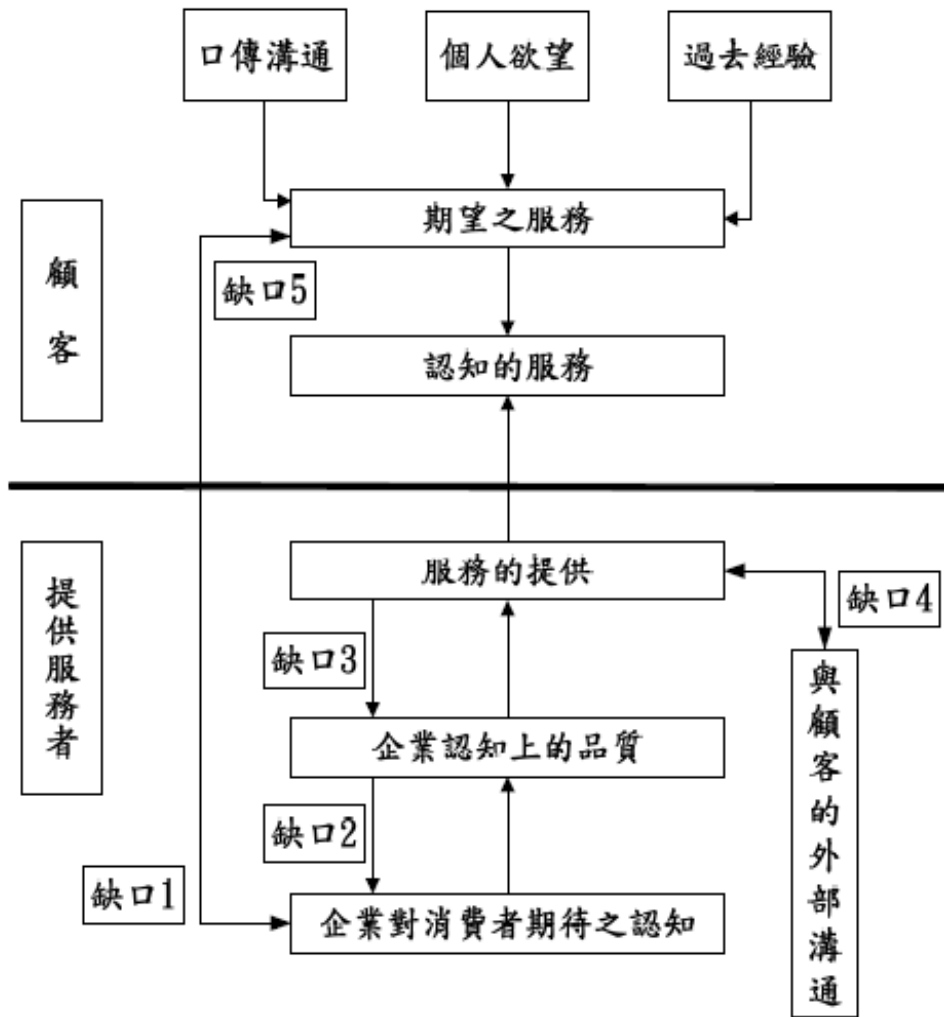 口傳溝通
個人欲望
過去經驗
顧客
期望之服務
缺口5
認知的服務
提供服務者
服務的提供
缺口4
缺口3
與顧客的外部溝通
企業認知上的品質
缺口2
缺口1
企業對消費者期待之認知